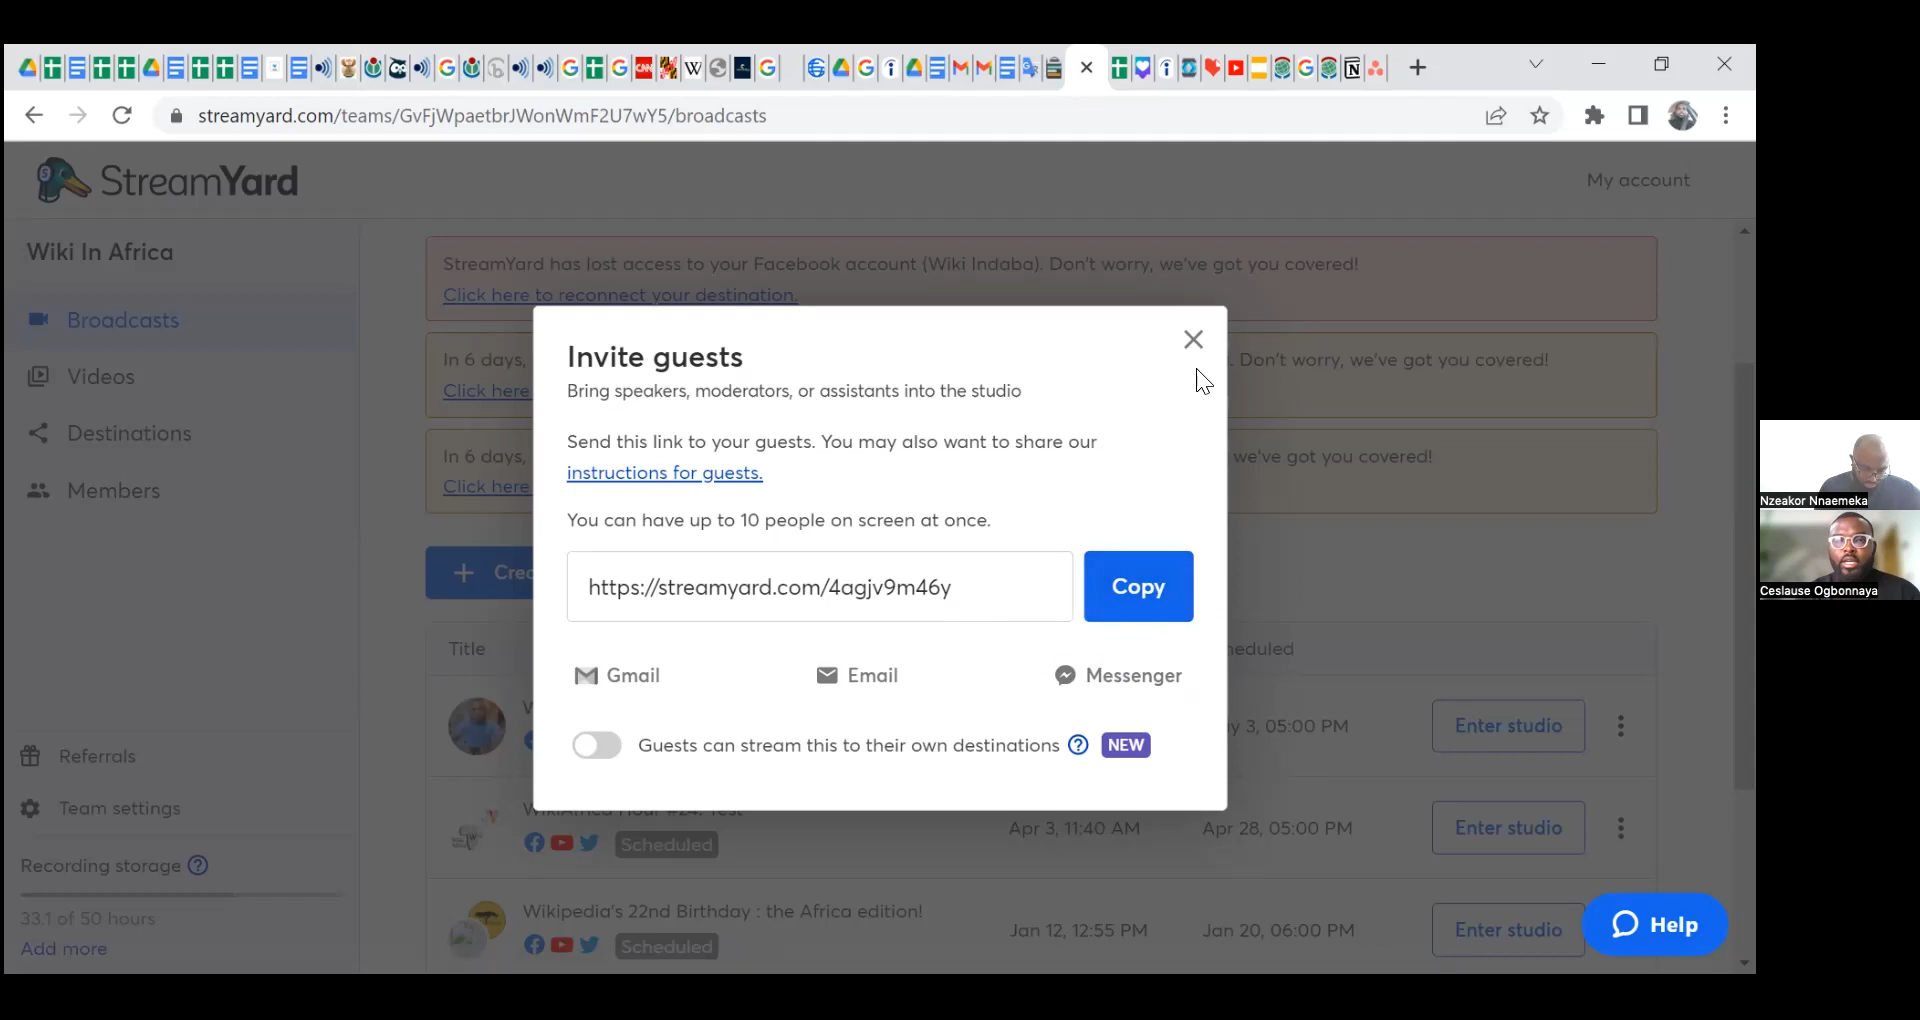 streamyard.com/teams/GvFjWpaetbrJWonWmF2U7wY5/broadcasts
StreamYard
My account
Wiki In Africa
Broadcasts
Videos
Destinations
Members
Referrals
Team settings
Recording storage
33.1 of 50 hours
Add more
StreamYard has lost access to your Facebook account (Wiki Indaba). Don't worry, we've got you covered!
Click here to reconnect your destination.
In 6 days, . Don't worry, we've got you covered!
Click here
In 6 days, we've got you covered!
Click here
Invite guests
Bring speakers, moderators, or assistants into the studio
Send this link to your guests. You may also want to share our
instructions for guests.
You can have up to 10 people on screen at once.
https://streamyard.com/4agjv9m46y
Copy
Gmail Email Messenger
Guests can stream this to their own destinations NEW
Title
3, 05:00 PM Enter studio
Apr 3, 11:40 AM Apr 28, 05:00 PM Enter studio
Scheduled
Wikipedia's 22nd Birthday : the Africa edition!
Jan 12, 12:55 PM Jan 20, 06:00 PM Enter studio
Scheduled
Help
Nzeakor Nnaemeka
Ceslause Ogbonnaya